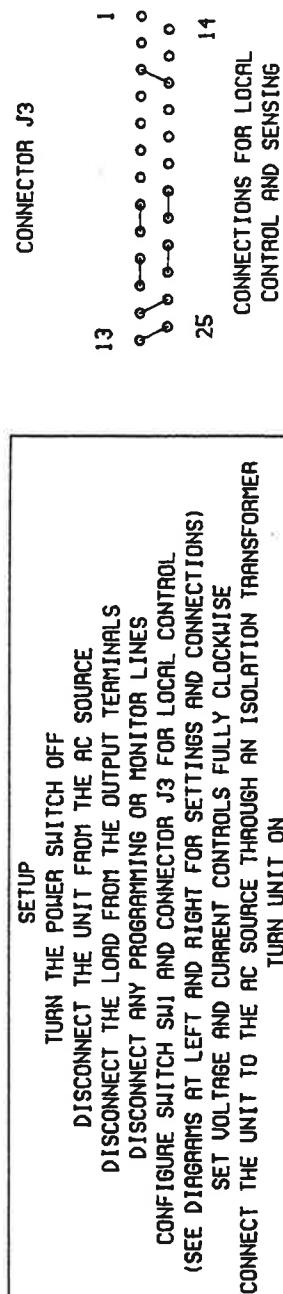 SETUP
TURN THE POWER SWITCH OFF
DISCONNECT THE UNIT FROM THE AC SOURCE
DISCONNECT THE LOAD FROM THE OUTPUT TERMINALS
DISCONNECT ANY PROGRAMMING OR MONITOR LINES
CONFIGURE SWITCH SW1 AND CONNECTOR J3 FOR LOCAL CONTROL
(SEE DIAGRAMS AT LEFT AND RIGHT FOR SETTINGS AND CONNECTIONS)
SET VOLTAGE AND CURRENT CONTROLS FULLY CLOCKWISE
CONNECT THE UNIT TO THE AC SOURCE THROUGH AN ISOLATION TRANSFORMER
TURN UNIT ON
CONNECTOR J3
13 1
25 14
CONNECTIONS FOR LOCAL
CONTROL AND SENSING